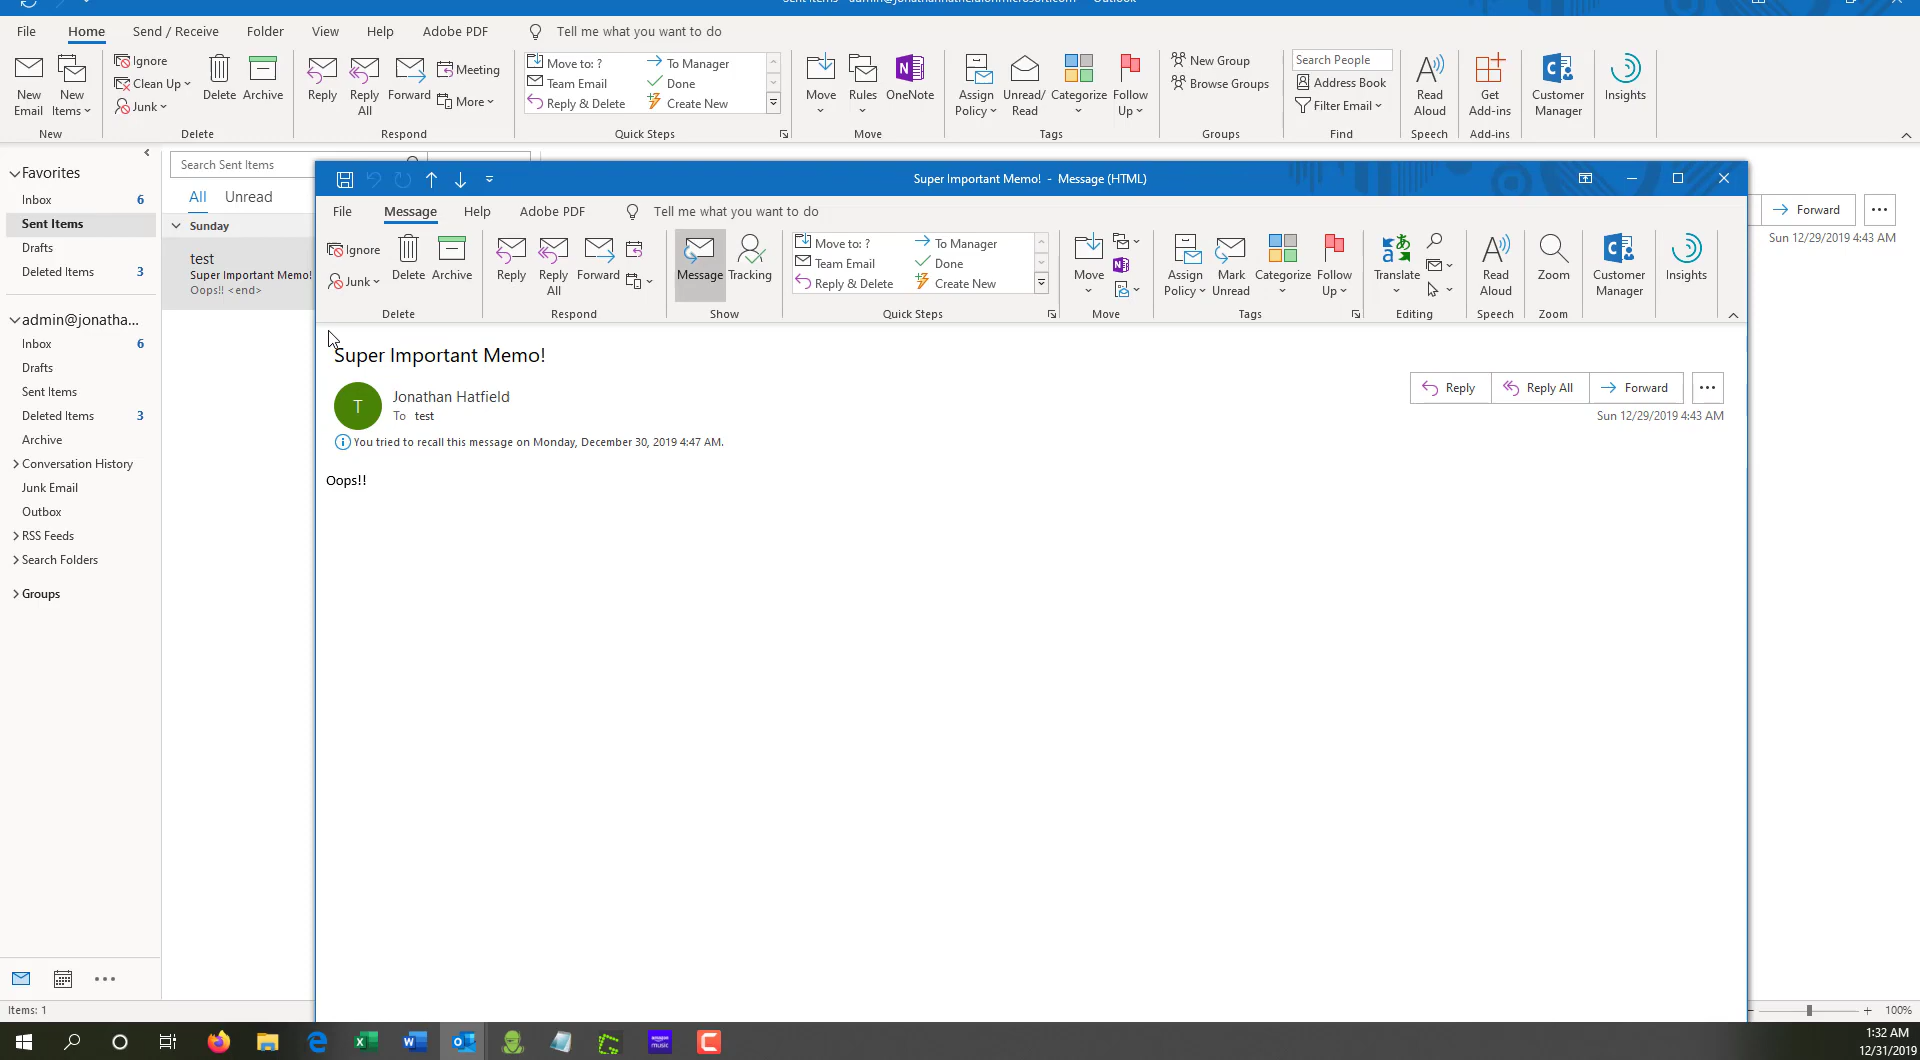 File Home Send / Receive Folder View Help Adobe PDF Tell me what you want to do
New Email
New Items
Ignore
Clean Up
Junk
Delete
Archive
Reply
Reply All
Forward
Meeting
More
Move to: ?
Team Email
Reply & Delete
To Manager
Done
Create New
Move
Rules
OneNote
Assign Policy
Unread/ Read
Categorize
Follow Up
New Group
Browse Groups
Search People
Address Book
Filter Email
Read Aloud
Get Add-ins
Customer Manager
Insights
New Delete Respond Quick Steps Move Tags Groups Find Speech Add-ins
Favorites
Inbox 6
Sent Items
Drafts
Deleted Items 3
admin@jonatha...
Inbox 6
Drafts
Sent Items
Deleted Items 3
Archive
Conversation History
Junk Email
Outbox
RSS Feeds
Search Folders
Groups
Items: 1
Search Sent Items
All Unread
Sunday
test
Super Important Memo!
Oops!! <end>
Super Important Memo! - Message (HTML)
File Message Help Adobe PDF Tell me what you want to do
Ignore
Junk
Delete
Archive
Reply
Reply All
Forward
Message
Tracking
Move to: ?
Team Email
Reply & Delete
To Manager
Done
Create New
Move
Assign Policy
Mark Unread
Categorize
Follow Up
Translate
Read Aloud
Zoom
Customer Manager
Insights
Delete Respond Show Quick Steps Move Tags Editing Speech Zoom
Super Important Memo!
T
Jonathan Hatfield
To test
You tried to recall this message on Monday, December 30, 2019 4:47 AM.
Reply Reply All Forward
Sun 12/29/2019 4:43 AM
Oops!!
Forward
Sun 12/29/2019 4:43 AM
100%
1:32 AM
12/31/2019